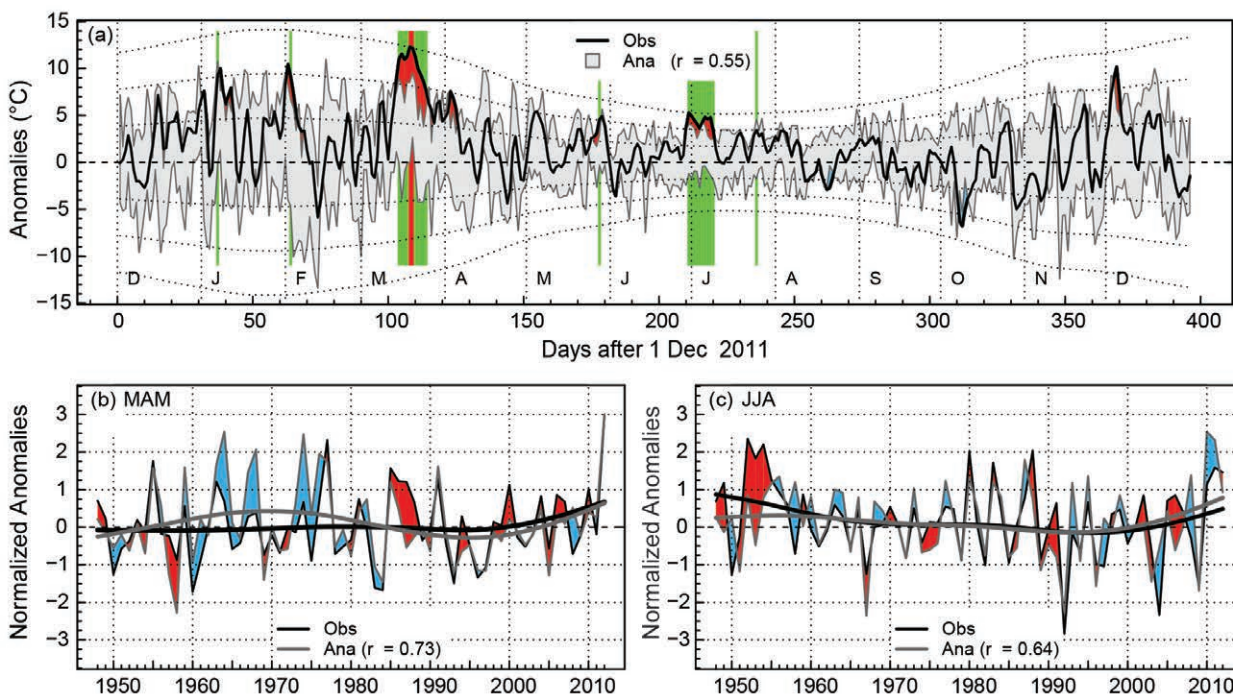 (a)
Anomalies (°C)
15
10
5
0
−5
−10
−15
Obs
Ana (r = 0.55)
D J F M A M J J A S O N D
0 50 100 150 200 250 300 350 400
Days after 1 Dec 2011
(b) MAM
Normalized Anomalies
3
2
1
0
−1
−2
−3
Obs
Ana (r = 0.73)
1950 1960 1970 1980 1990 2000 2010
(c) JJA
Normalized Anomalies
3
2
1
0
−1
−2
−3
Obs
Ana (r = 0.64)
1950 1960 1970 1980 1990 2000 2010